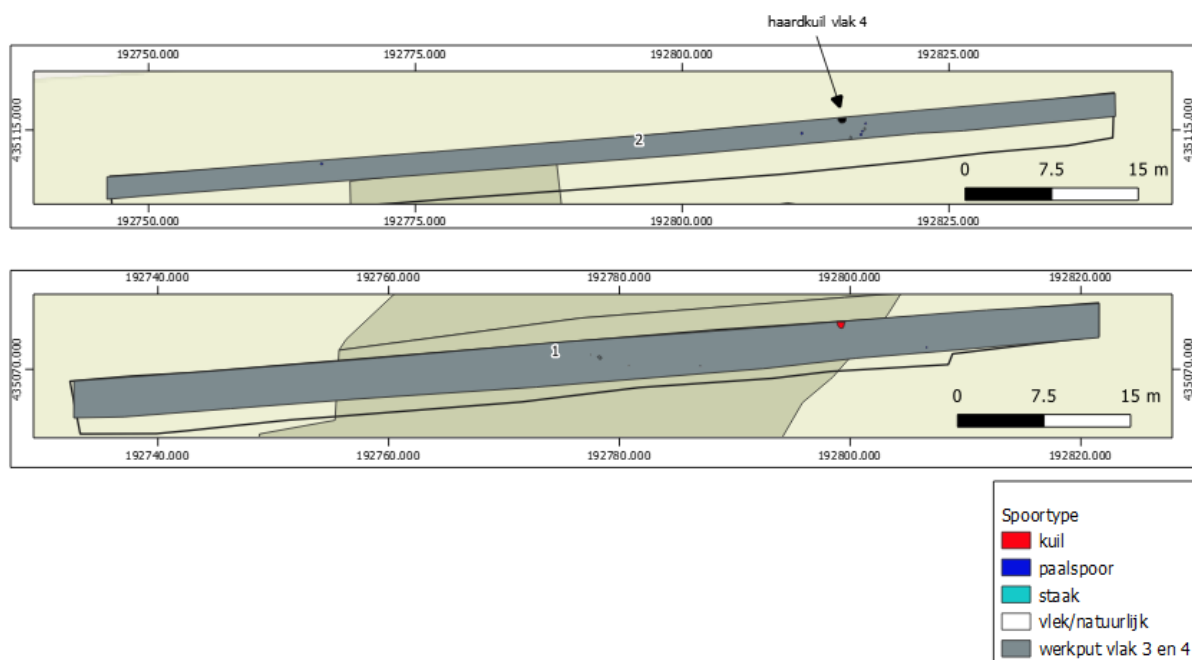 haardkuil vlak 4
192750.000 192775.000 192800.000 192825.000
435115.000 435115.000
2
0 7.5 15 m
192750.000 192775.000 192800.000 192825.000
192740.000 192760.000 192780.000 192800.000 192820.000
435070.000 435070.000
1
0 7.5 15 m
192740.000 192760.000 192780.000 192800.000 192820.000
Spoortype
kuil
paalspoor
staak
vlek/natuurlijk
werkput vlak 3 en 4